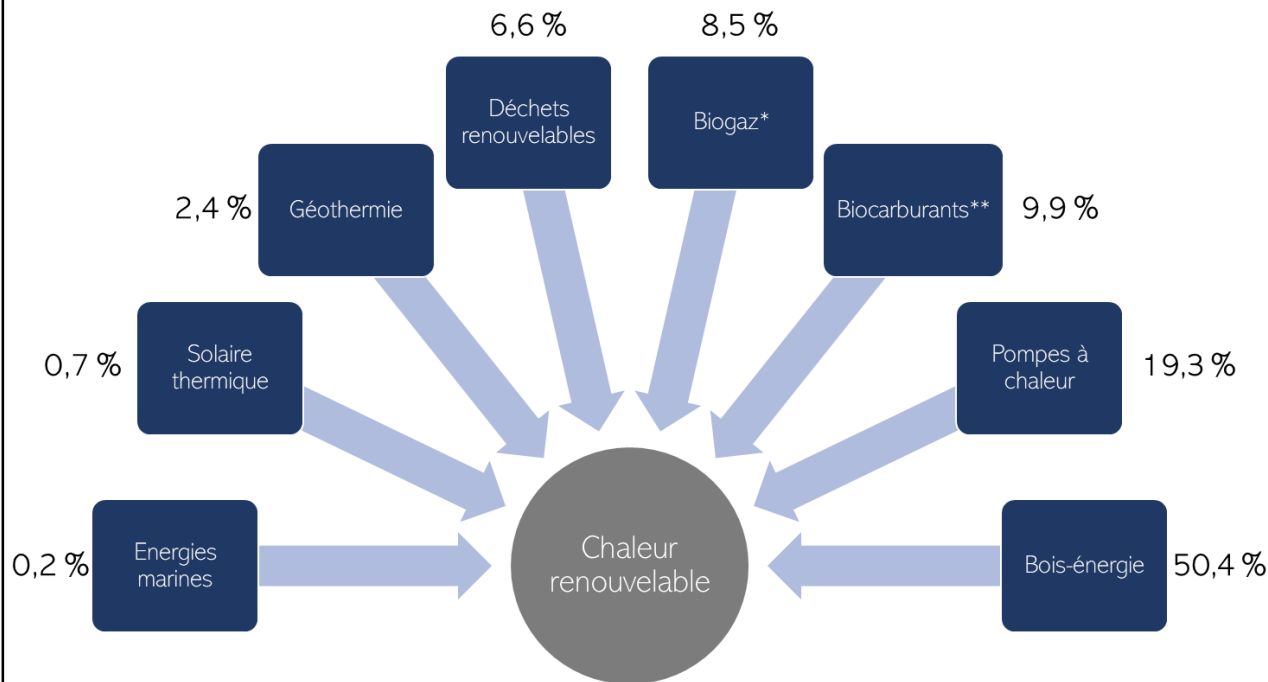 6,6 %
8,5 %
Déchets
renouvelables
Biogaz*
2,4 %
Géothermie
Biocarburants**
9,9 %
0,7 %
Solaire
thermique
Pompes à
chaleur
19,3 %
0,2 %
Energies
marines
Chaleur
renouvelable
Bois-énergie
50,4 %